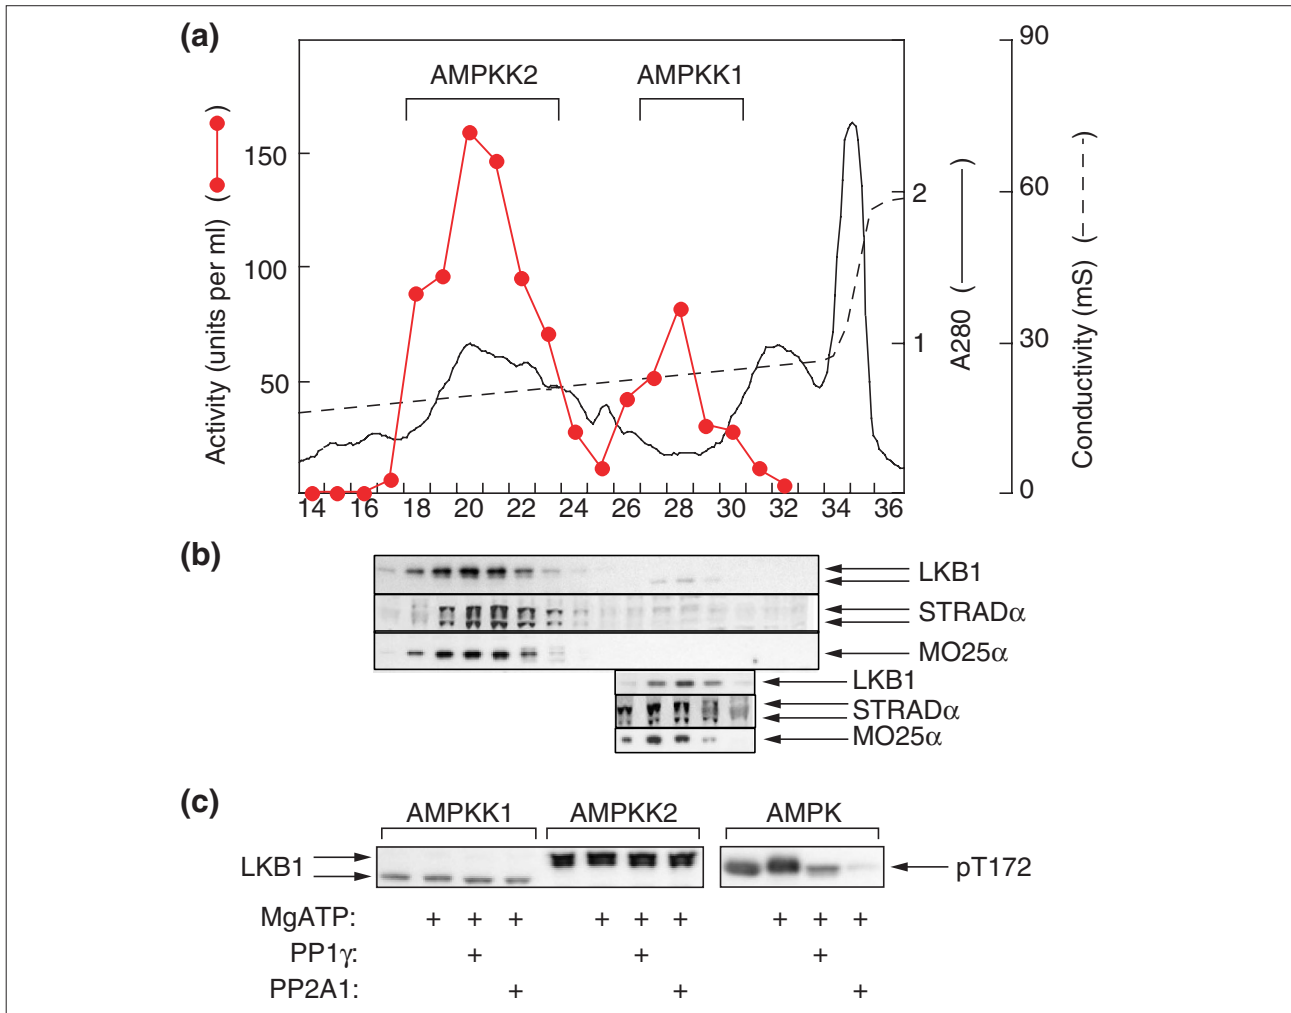 (a)
AMPKK2 AMPKK1
Activity (units per ml) ( )
150
100
50
2
1
A280 ( )
90
60
30
0
Conductivity (mS) ( )
14 16 18 20 22 24 26 28 30 32 34 36
(b)
LKB1
STRADα
MO25α
LKB1
STRADα
MO25α
(c)
AMPKK1 AMPKK2 AMPK
LKB1
pT172
MgATP: + + + + + + + + +
PP1γ: + + +
PP2A1: + + +